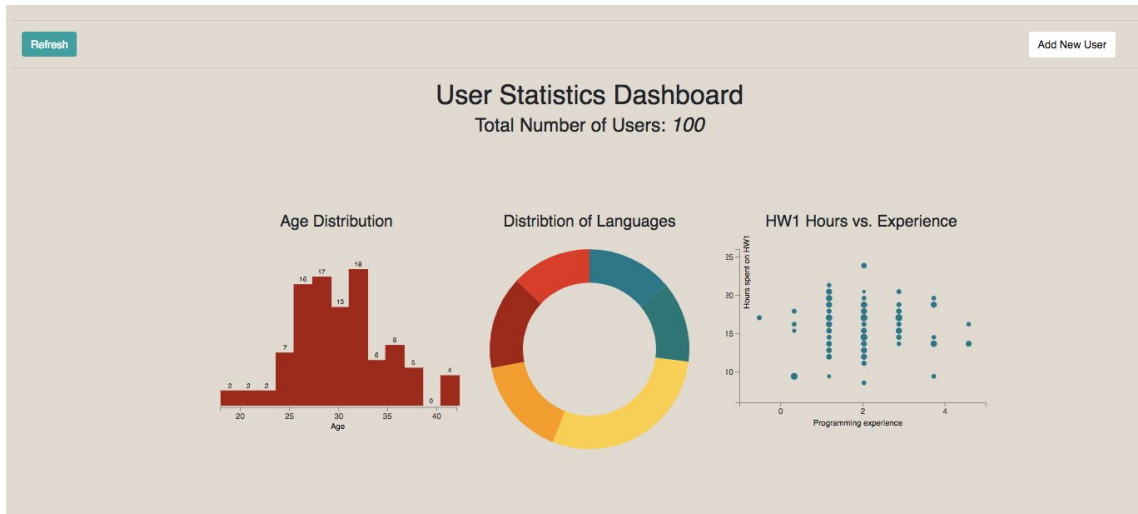 Refresh
Add New User
User Statistics Dashboard
Total Number of Users: 100
Age Distribution
2
2
2
7
16
17
13
18
6
8
5
0
4
20
25
30
35
40
Age
Distribtion of Languages
HW1 Hours vs. Experience
Hours spent on HW1
25
20
15
10
0
2
4
Programming experience